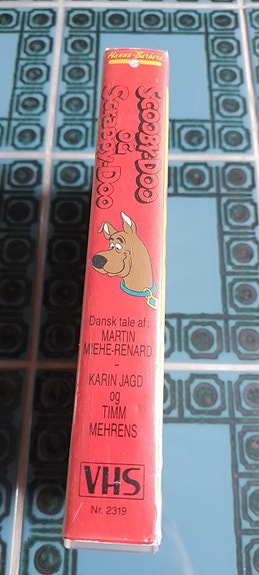 Hanna-Barbera
SCOOBY-DOO
og
SCRAPPY-DOO
Dansk tale af:
MARTIN
MIEHE-RENARD
–
KARIN JAGD
og
TIMM
MEHRENS
VHS
Nr. 2319